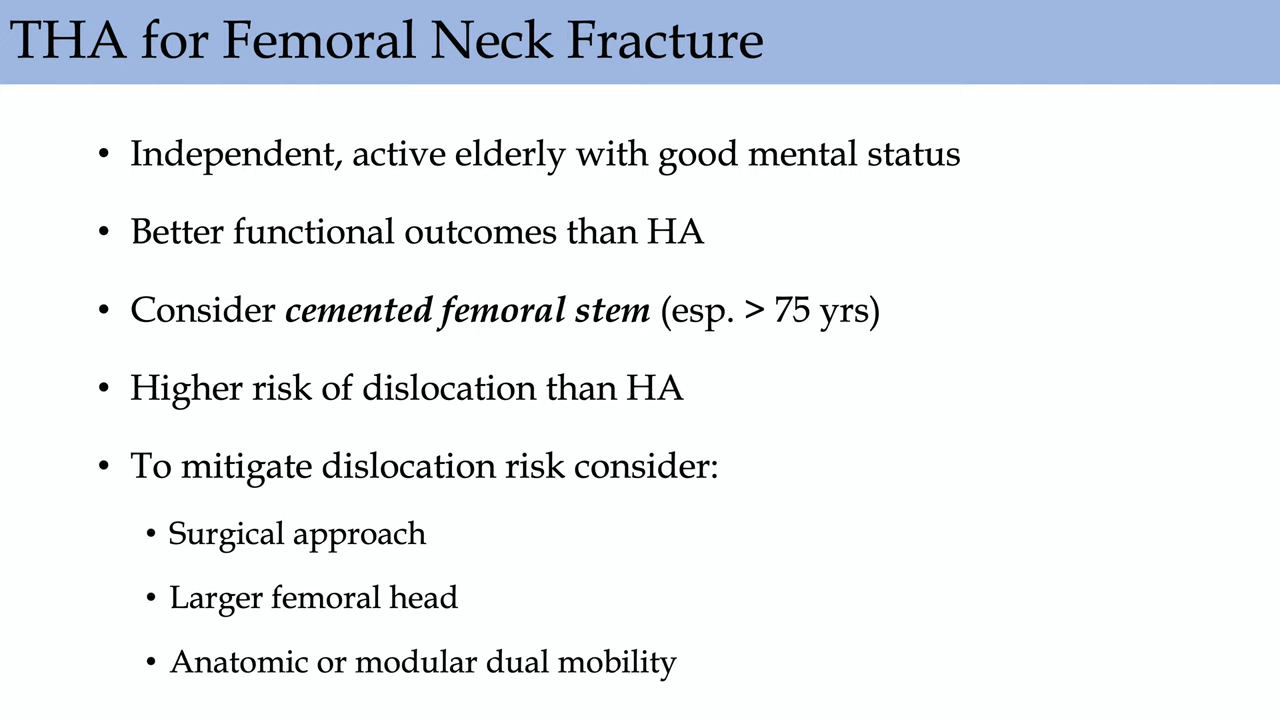 THA for Femoral Neck Fracture
• Independent, active elderly with good mental status
• Better functional outcomes than HA
• Consider cemented femoral stem (esp. > 75 yrs)
• Higher risk of dislocation than HA
• To mitigate dislocation risk consider:
• Surgical approach
• Larger femoral head
• Anatomic or modular dual mobility